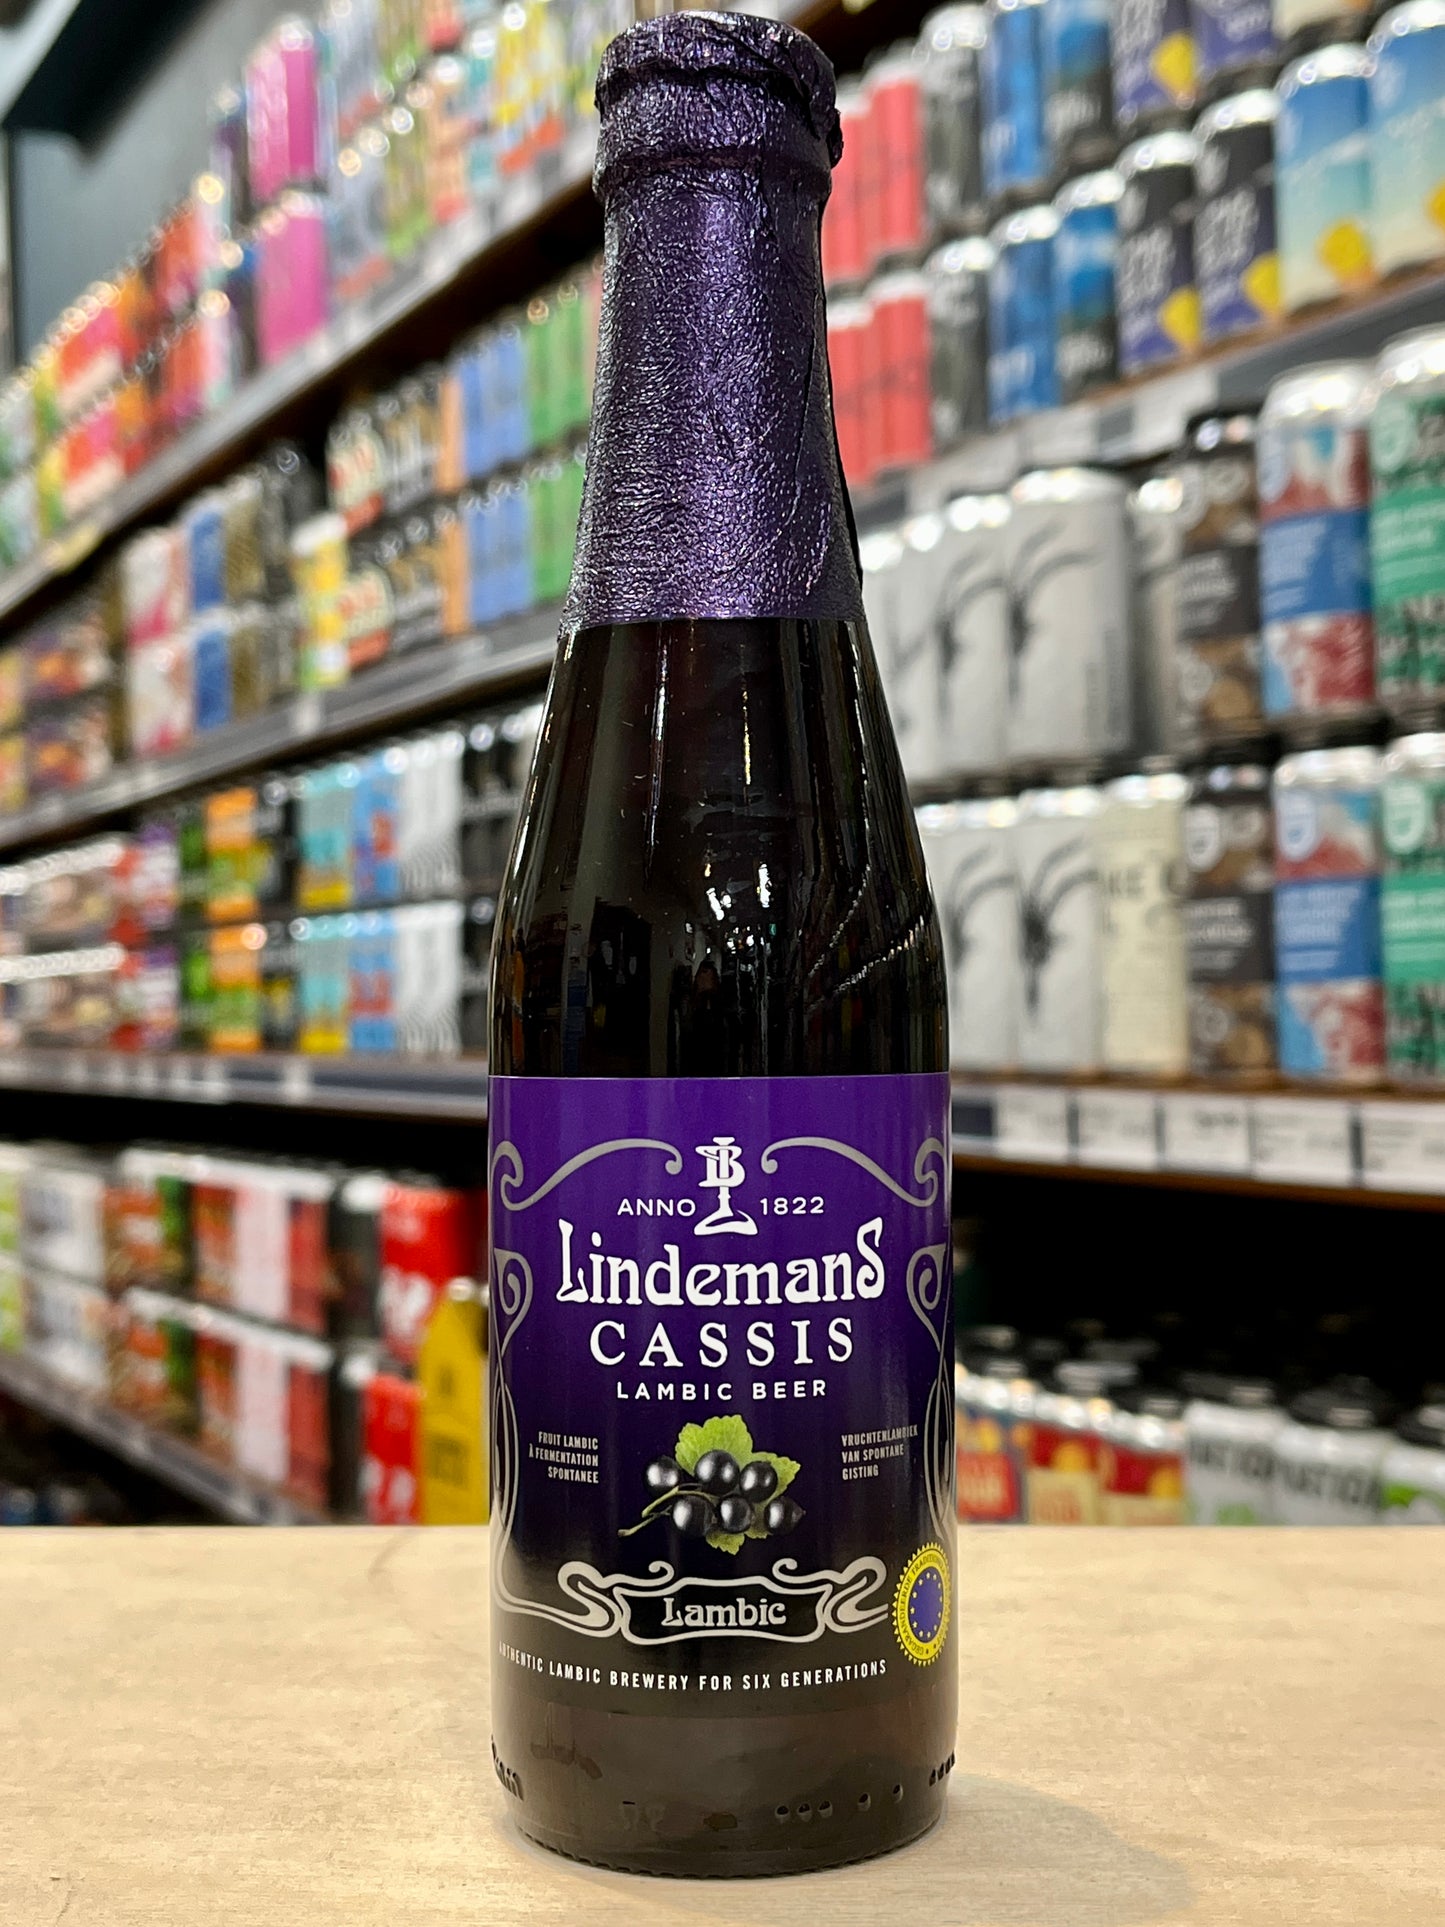 ANNO 1822
Lindemans
CASSIS
LAMBIC BEER
FRUIT LAMBIC
À FERMENTATION
SPONTANEE
VRUCHTENLAMBIEK
VAN SPONTANE
GISTING
Lambic
AUTHENTIC LAMBIC BREWERY FOR SIX GENERATIONS